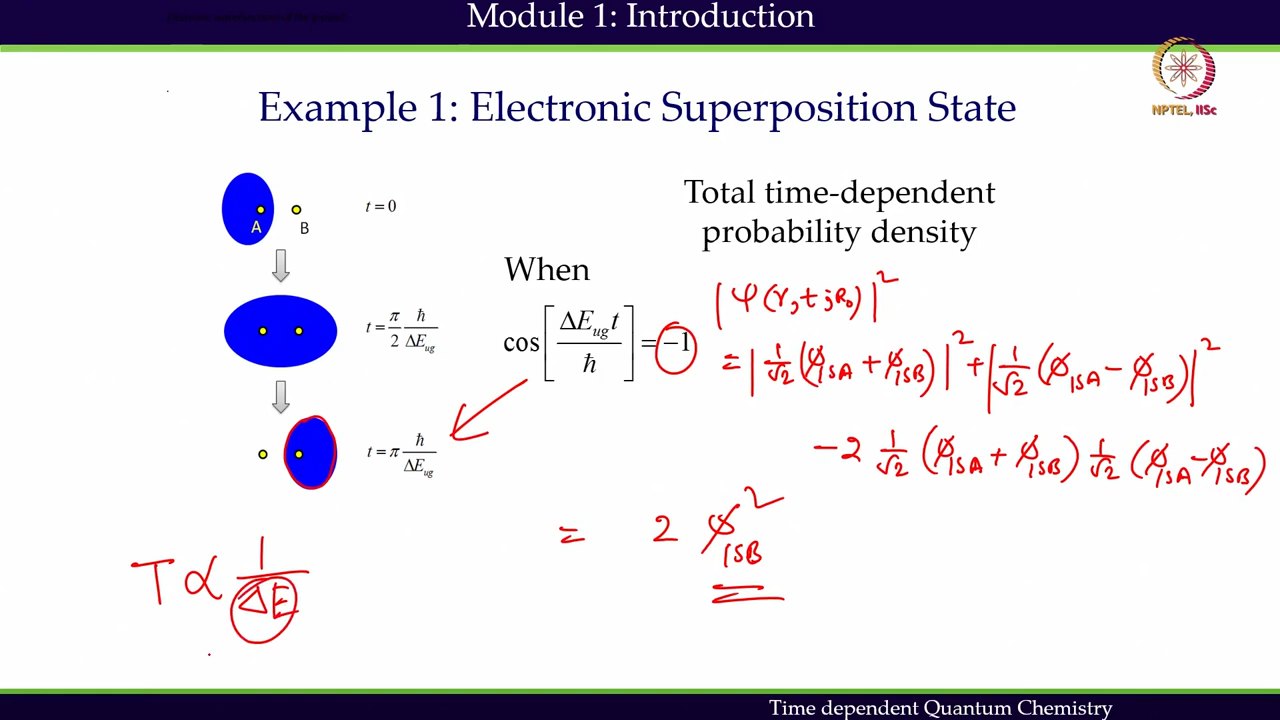 Module 1: Introduction
NPTEL, IISc
Example 1: Electronic Superposition State
A B
t = 0
t = π/2 ħ/ΔE_ug
t = π ħ/ΔE_ug
When
cos[ΔE_ug t/ħ] = -1
Total time-dependent
probability density
|ψ(r,t;R₀)|²
= |1/√2 (φ_1SA + φ_1SB)|² + |1/√2 (φ_1SA − φ_1SB)|²
−2 1/√2 (φ_1SA + φ_1SB) 1/√2 (φ_1SA − φ_1SB)
= 2 φ²_1SB
T ∝ 1/ΔE
Time dependent Quantum Chemistry